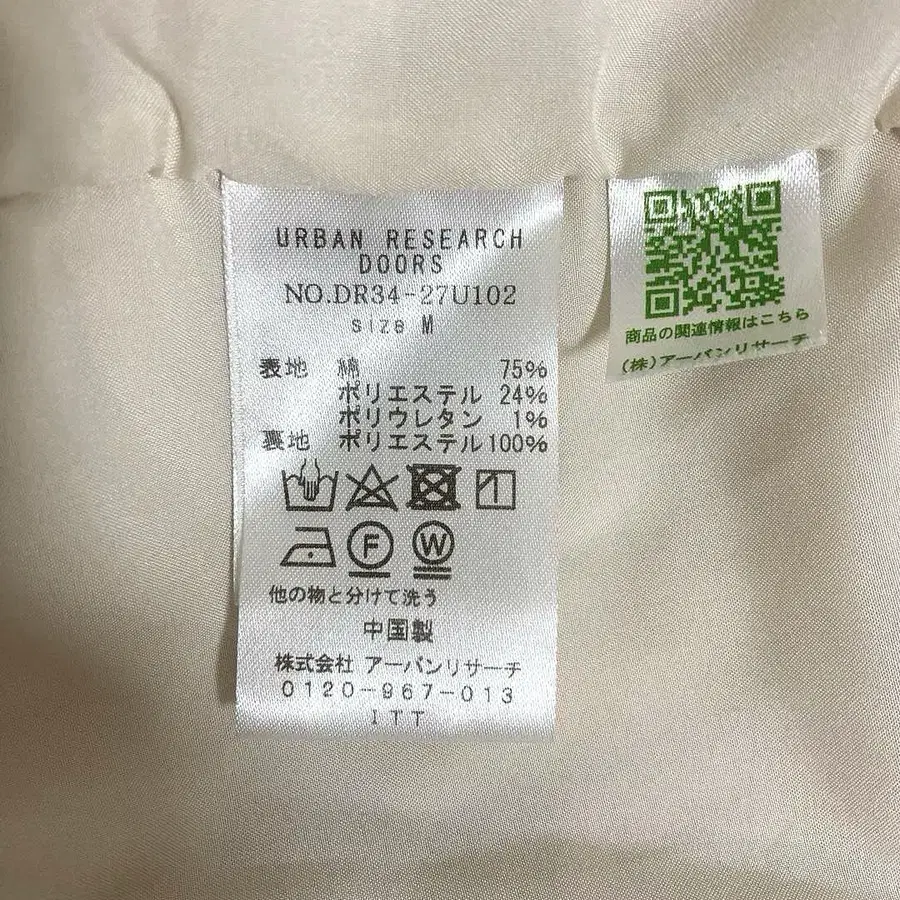 URBAN RESEARCH
DOORS
NO.DR34-27U102
SIZE M
表地 綿 75%
ポリエステル 24%
ポリウレタン 1%
裏地 ポリエステル 100%
F W
他の物と分けて洗う
中国製
株式会社 アーバンリサーチ
0120-967-013
ITT
商品の関連情報はこちら
(株)アーバンリサーチ